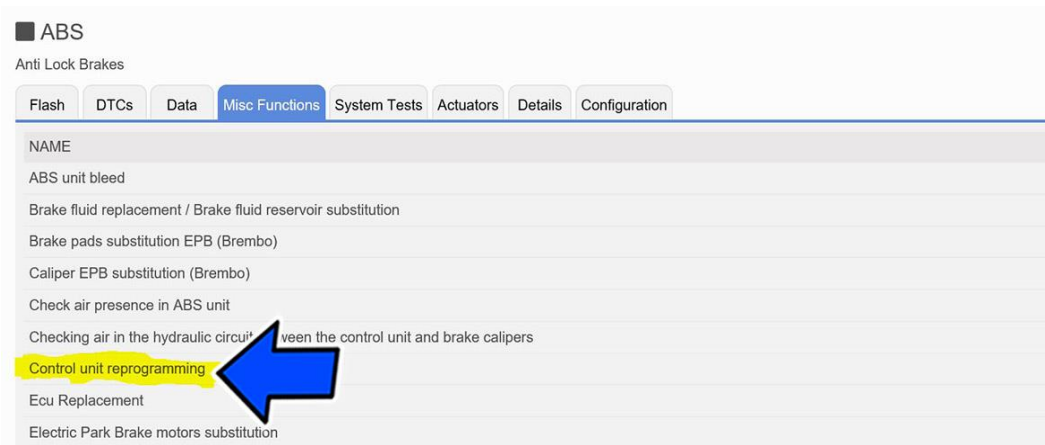 ABS
Anti Lock Brakes
Flash DTCs Data Misc Functions System Tests Actuators Details Configuration
NAME
ABS unit bleed
Brake fluid replacement / Brake fluid reservoir substitution
Brake pads substitution EPB (Brembo)
Caliper EPB substitution (Brembo)
Check air presence in ABS unit
Checking air in the hydraulic the control unit and brake calipers
Control unit reprogramming
Ecu Replacement
Electric Park Brake motors substitution